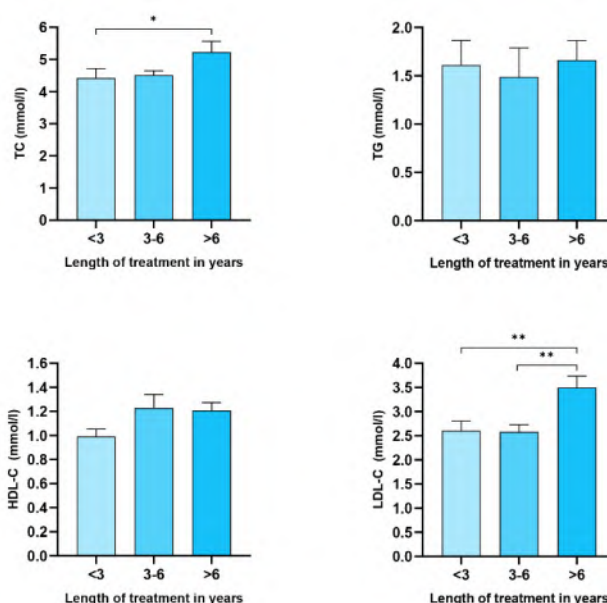 *
6
5
4
3
2
1
0
TC (mmol/l)
<3 3-6 >6
Length of treatment in years
2.0
1.5
1.0
0.5
0.0
TG (mmol/l)
<3 3-6 >6
Length of treatment in years
1.6
1.4
1.2
1.0
0.8
0.6
0.4
0.2
0.0
HDL-C (mmol/l)
<3 3-6 >6
Length of treatment in years
**
**
4.0
3.5
3.0
2.5
2.0
1.5
1.0
0.5
0.0
LDL-C (mmol/l)
<3 3-6 >6
Length of treatment in years